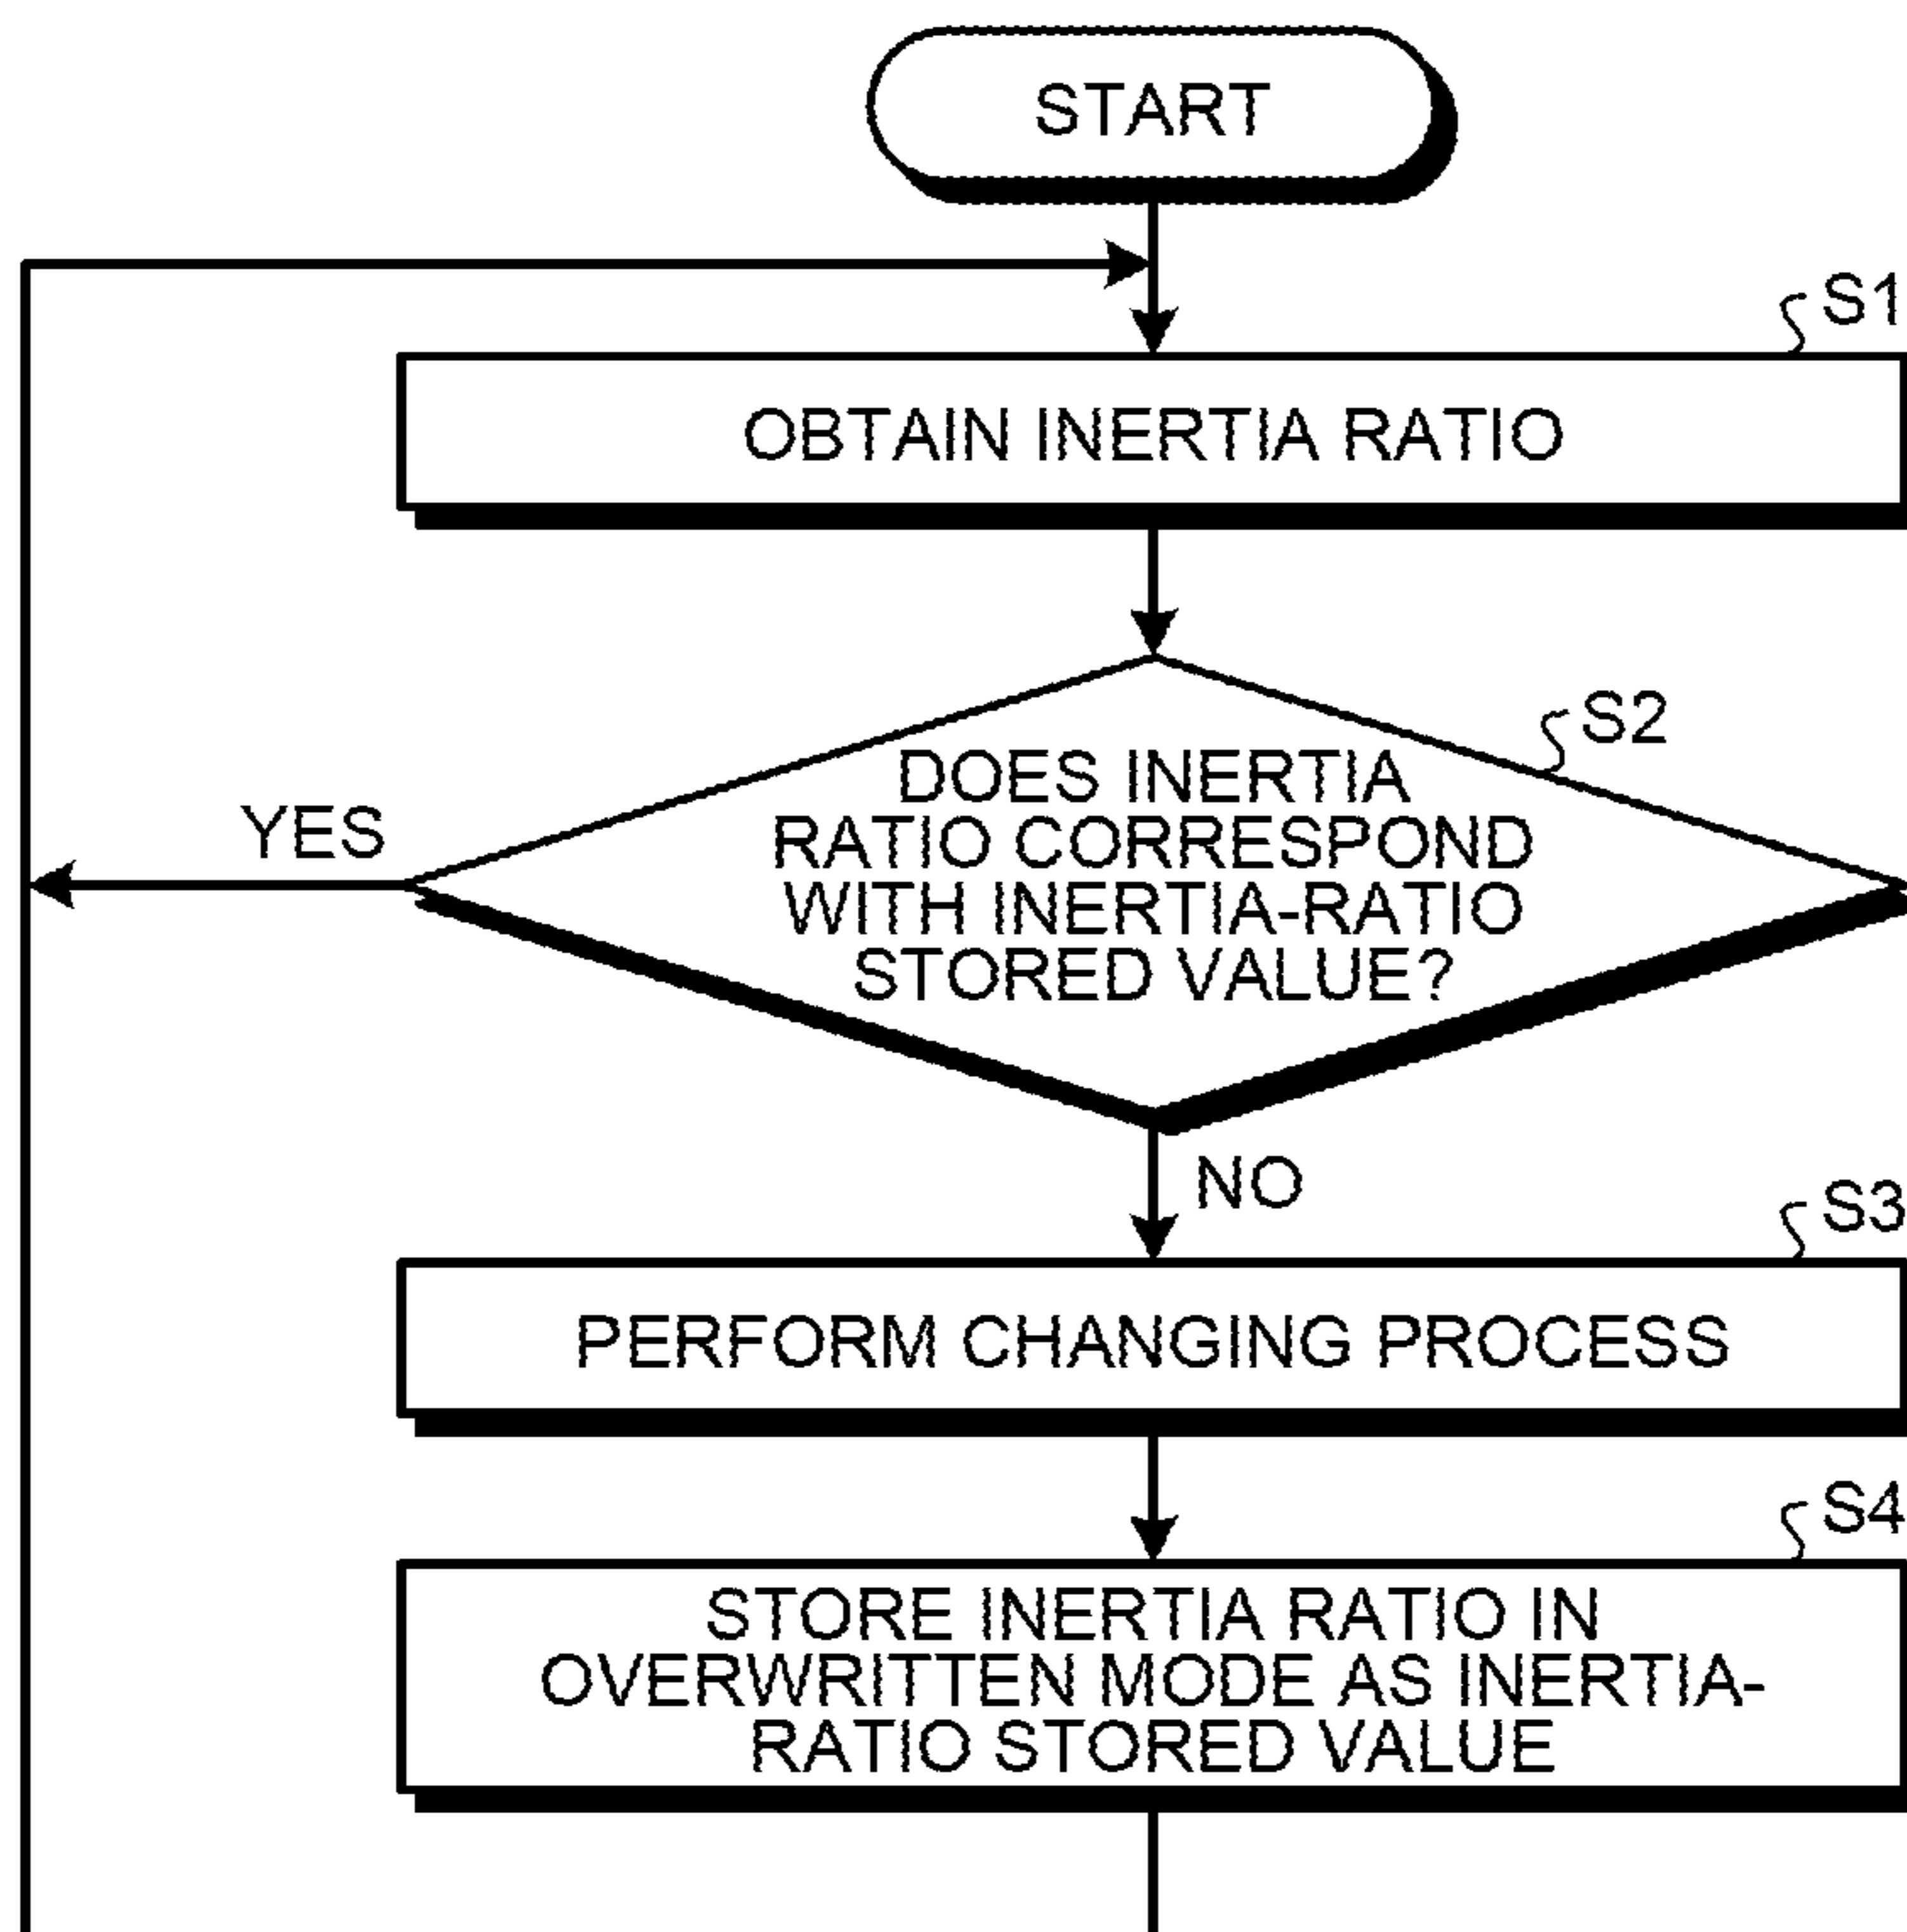 START
S1
OBTAIN INERTIA RATIO
S2
DOES INERTIA
RATIO CORRESPOND
WITH INERTIA-RATIO
STORED VALUE?
YES
NO
S3
PERFORM CHANGING PROCESS
S4
STORE INERTIA RATIO IN
OVERWRITTEN MODE AS INERTIA-
RATIO STORED VALUE